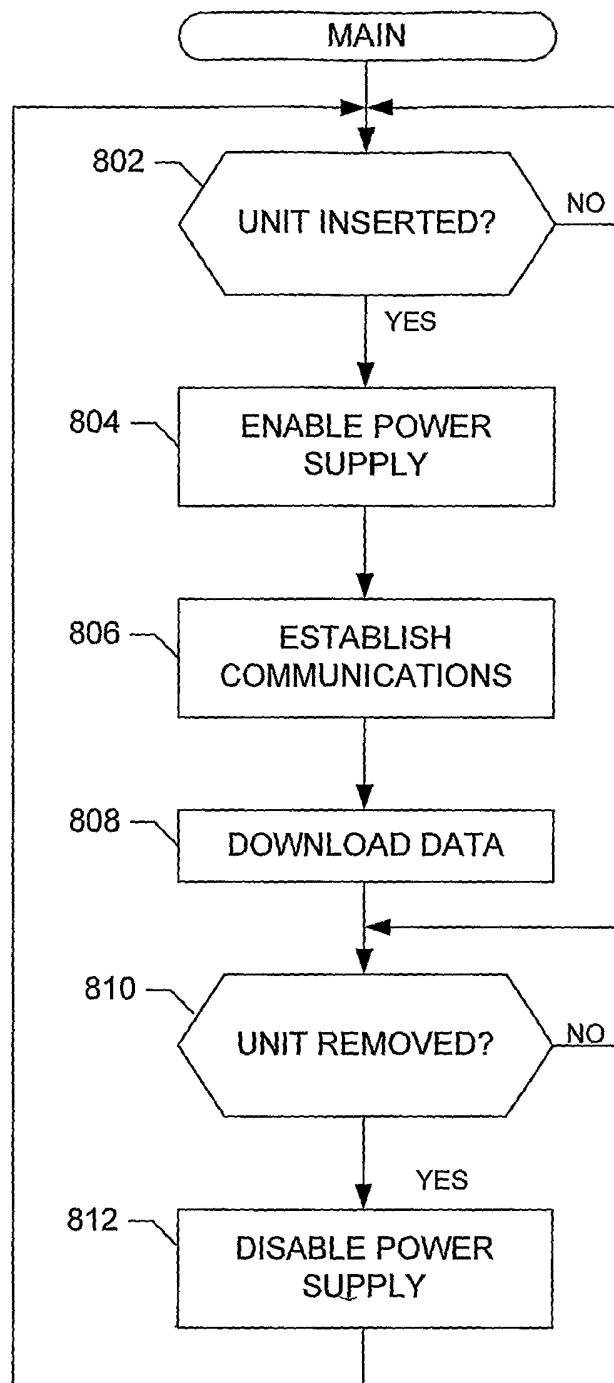 MAIN
802
UNIT INSERTED?
NO
YES
804
ENABLE POWER
SUPPLY
806
ESTABLISH
COMMUNICATIONS
808
DOWNLOAD DATA
810
UNIT REMOVED?
NO
YES
812
DISABLE POWER
SUPPLY